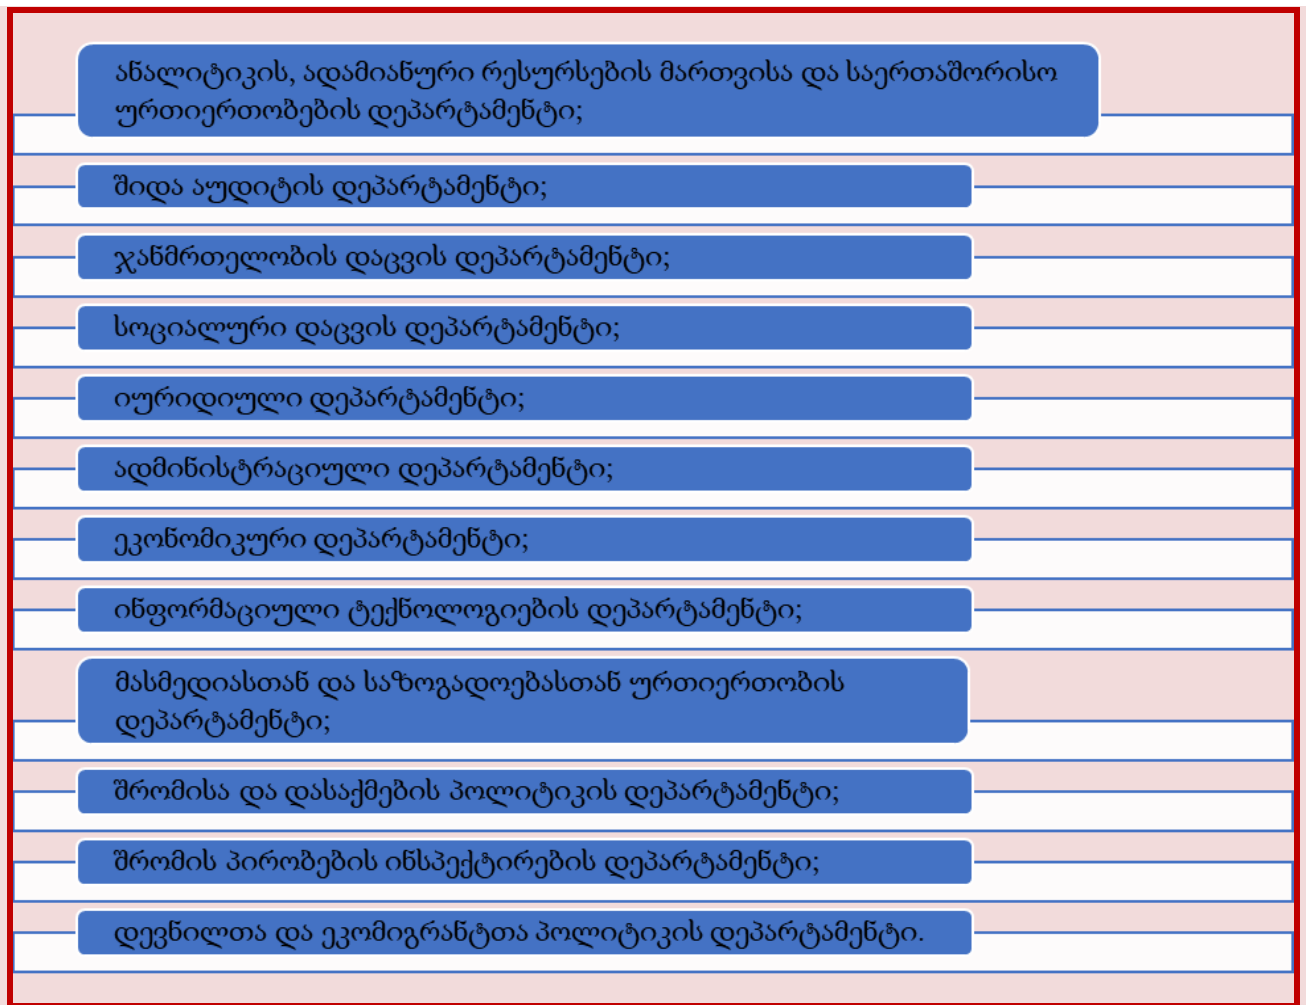 ანალიტიკის, ადამიანური რესურსების მართვისა და საერთაშორისო
ურთიერთობების დეპარტამენტი;
შიდა აუდიტის დეპარტამენტი;
ჯანმრთელობის დაცვის დეპარტამენტი;
სოციალური დაცვის დეპარტამენტი;
იურიდიული დეპარტამენტი;
ადმინისტრაციული დეპარტამენტი;
ეკონომიკური დეპარტამენტი;
ინფორმაციული ტექნოლოგიების დეპარტამენტი;
მასმედიასთან და საზოგადოებასთან ურთიერთობის
დეპარტამენტი;
შრომისა და დასაქმების პოლიტიკის დეპარტამენტი;
შრომის პირობების ინსპექტირების დეპარტამენტი;
დევნილთა და ეკომიგრანტთა პოლიტიკის დეპარტამენტი.